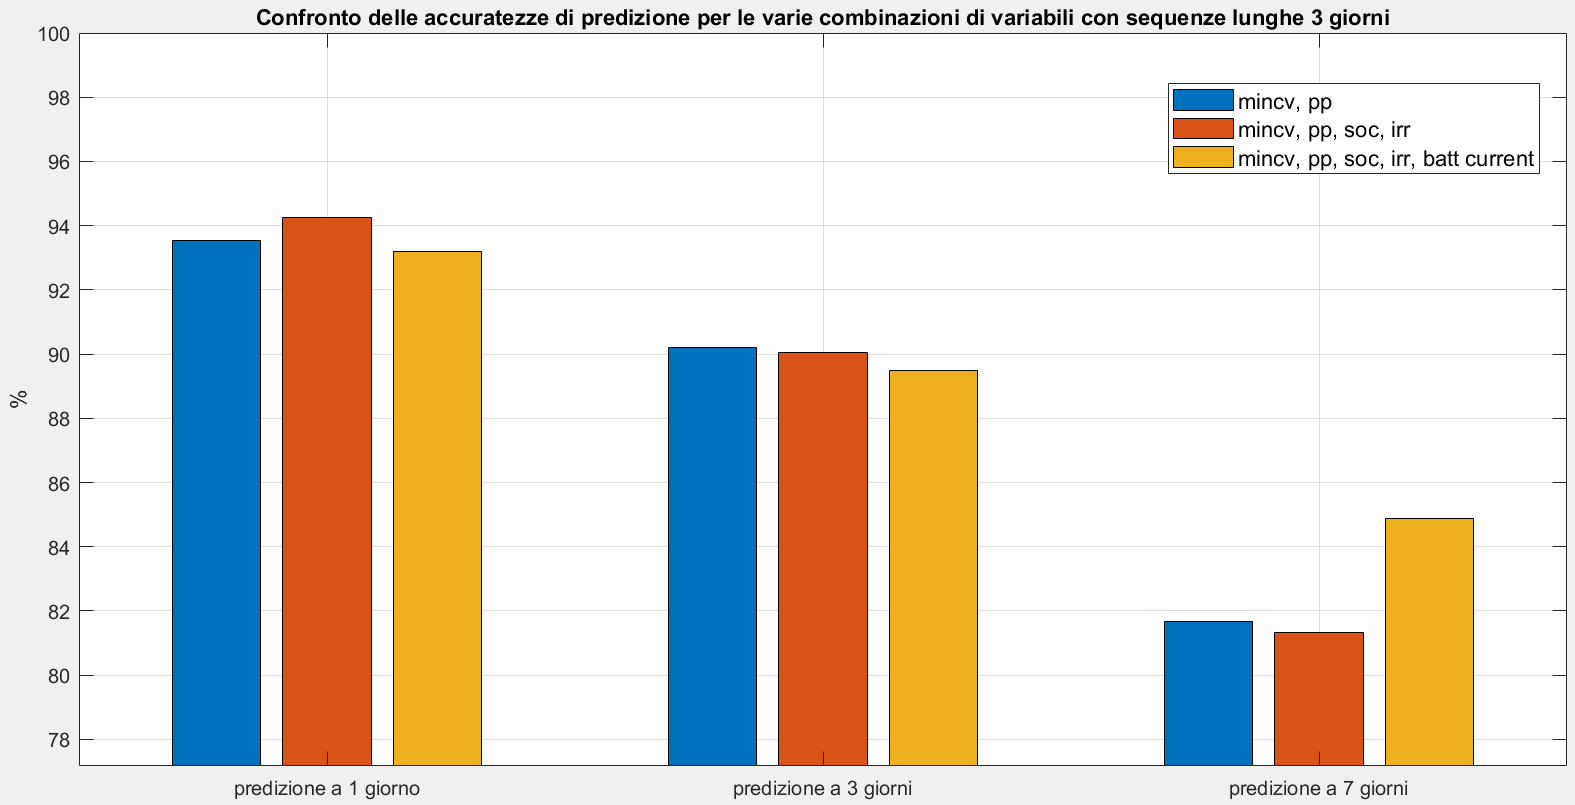 Confronto delle accuratezze di predizione per le varie combinazioni di variabili con sequenze lunghe 3 giorni
100
98
96
94
92
90
88
86
84
82
80
78
%
mincv, pp
mincv, pp, soc, irr
mincv, pp, soc, irr, batt current
predizione a 1 giorno
predizione a 3 giorni
predizione a 7 giorni